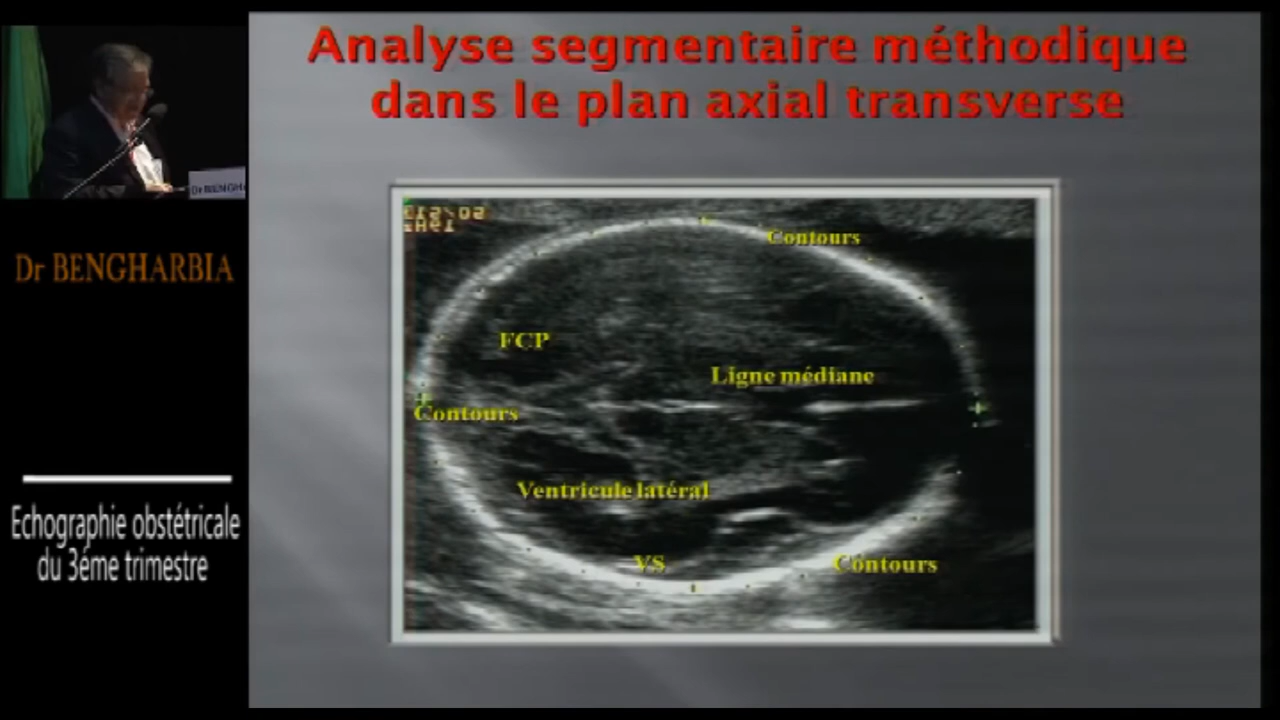 Analyse segmentaire méthodique
dans le plan axial transverse
Contours
FCP
Ligne médiane
Contours
Ventricule latéral
VS
Contours
Dr BENGHARBIA
Echographie obstétricale
du 3éme trimestre